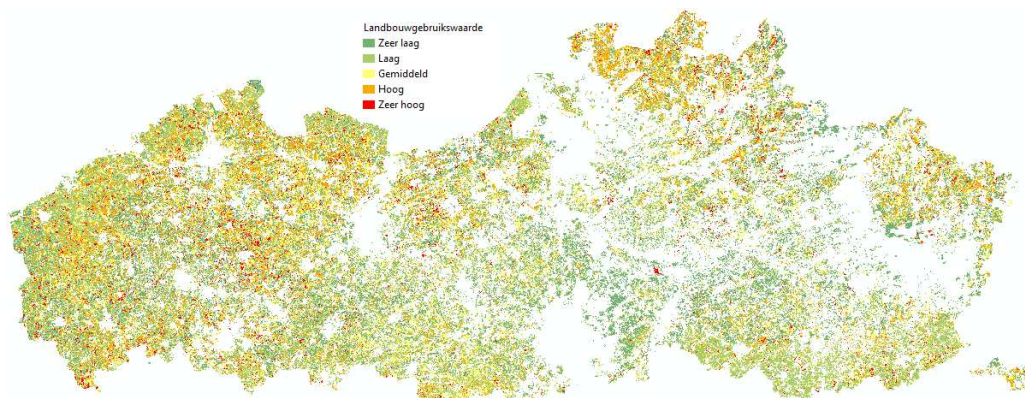 Landbouwgebruikswaarde
Zeer laag
Laag
Gemiddeld
Hoog
Zeer hoog